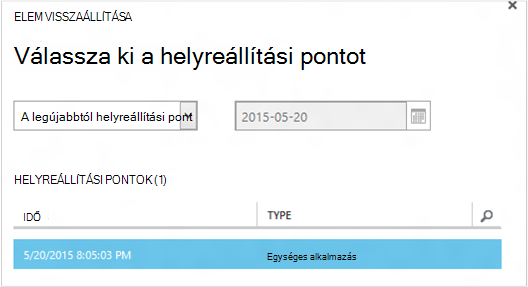 ELEM VISSZAÁLLÍTÁSA
Válassza ki a helyreállítási pontot
A legújabbtól helyreállítási pont
2015-05-20
HELYREÁLLÍTÁSI PONTOK (1)
IDŐ TYPE
5/20/2015 8:05:03 PM Egységes alkalmazás